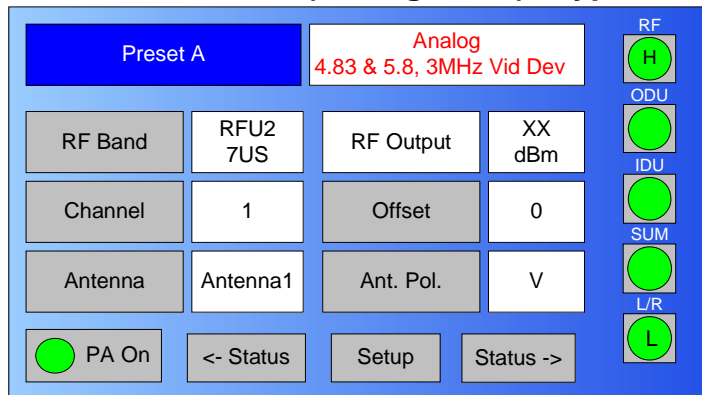 Preset A
Analog
4.83 & 5.8, 3MHz Vid Dev
RF
H
ODU
RF Band
RFU2
7US
RF Output
XX
dBm
IDU
Channel
1
Offset
0
SUM
Antenna
Antenna1
Ant. Pol.
V
L/R
L
PA On
<- Status
Setup
Status ->